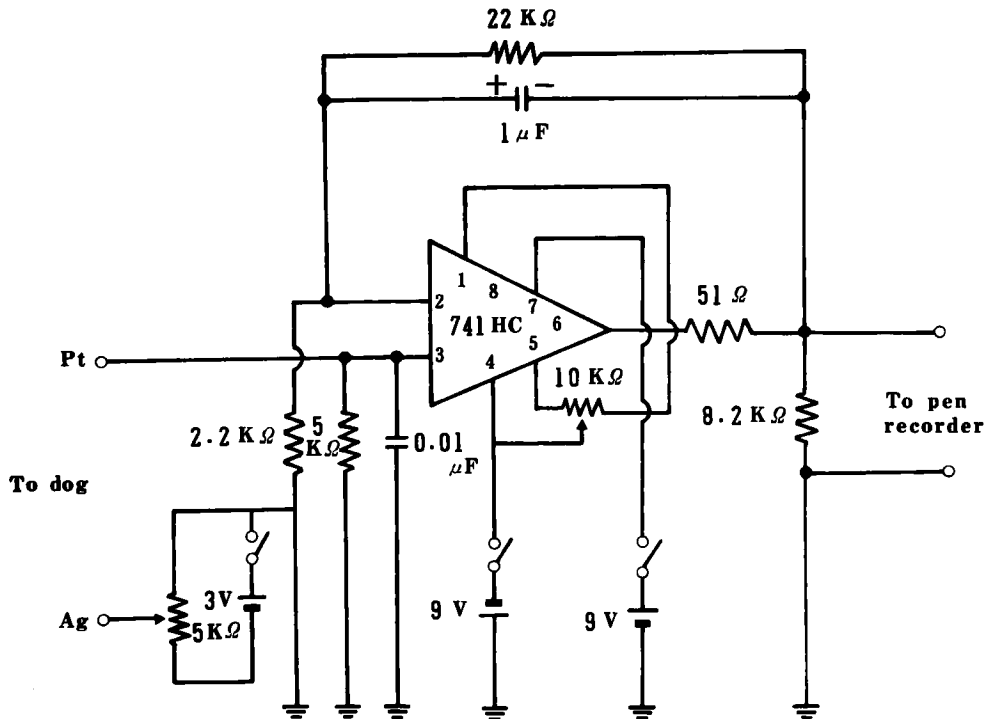 22 KΩ
+ −
1 μF
1
8
7
2
6
741 HC
51 Ω
3
5
4
Pt
10 KΩ
2.2 KΩ
5
KΩ
0.01
μF
8.2 KΩ
To pen
recorder
To dog
3V
9 V
9 V
Ag
5KΩ